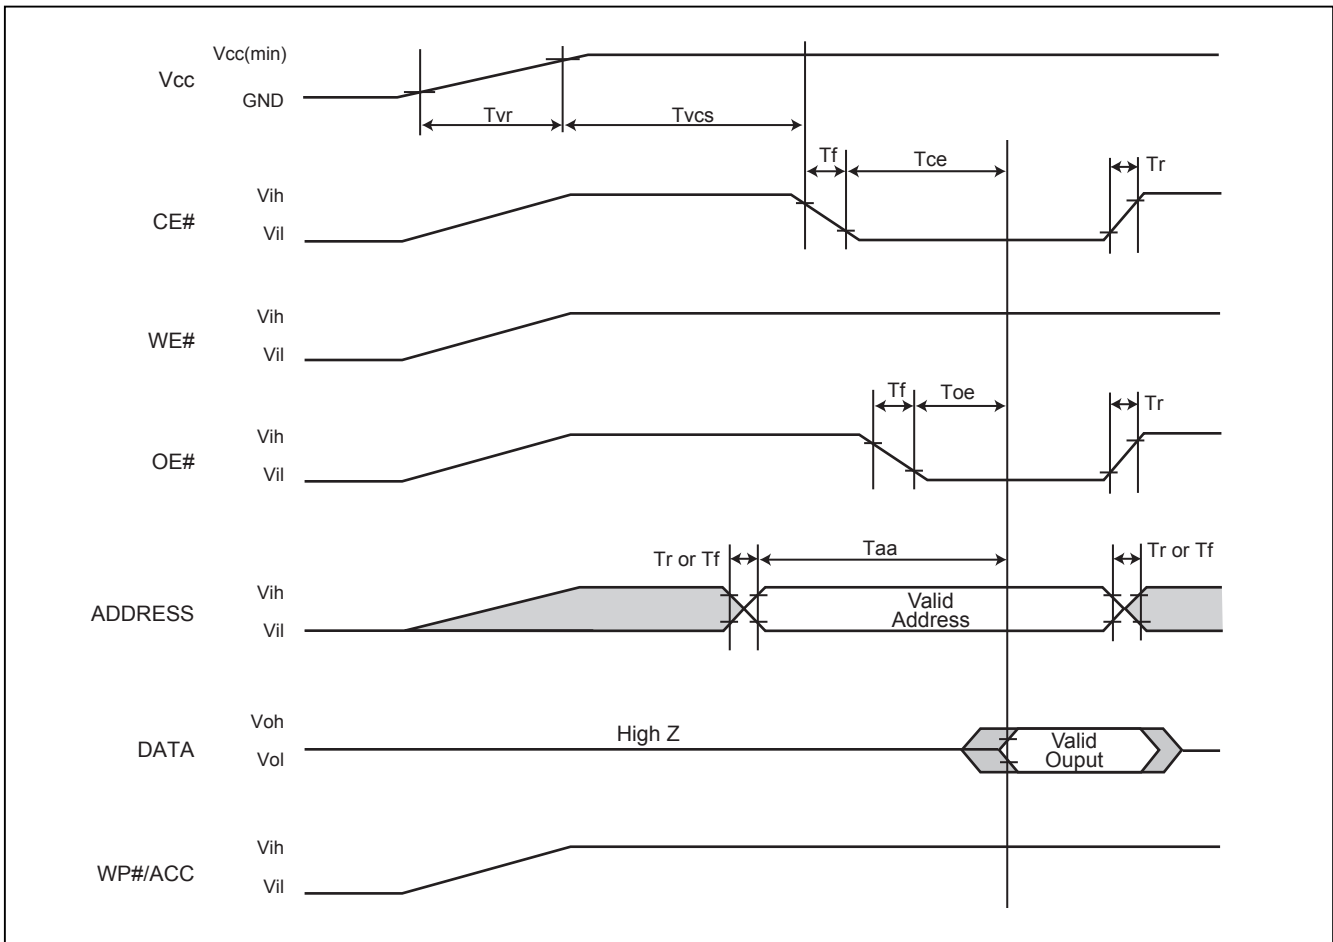 Vcc(min)
Vcc
GND
Tvr
Tvcs
Tf
Tce
Tr
Vih
CE#
Vil
Vih
WE#
Vil
Tf
Toe
Tr
Vih
OE#
Vil
Tr or Tf
Taa
Tr or Tf
Vih
ADDRESS
Vil
Valid
Address
Voh
DATA
Vol
High Z
Valid
Ouput
Vih
WP#/ACC
Vil